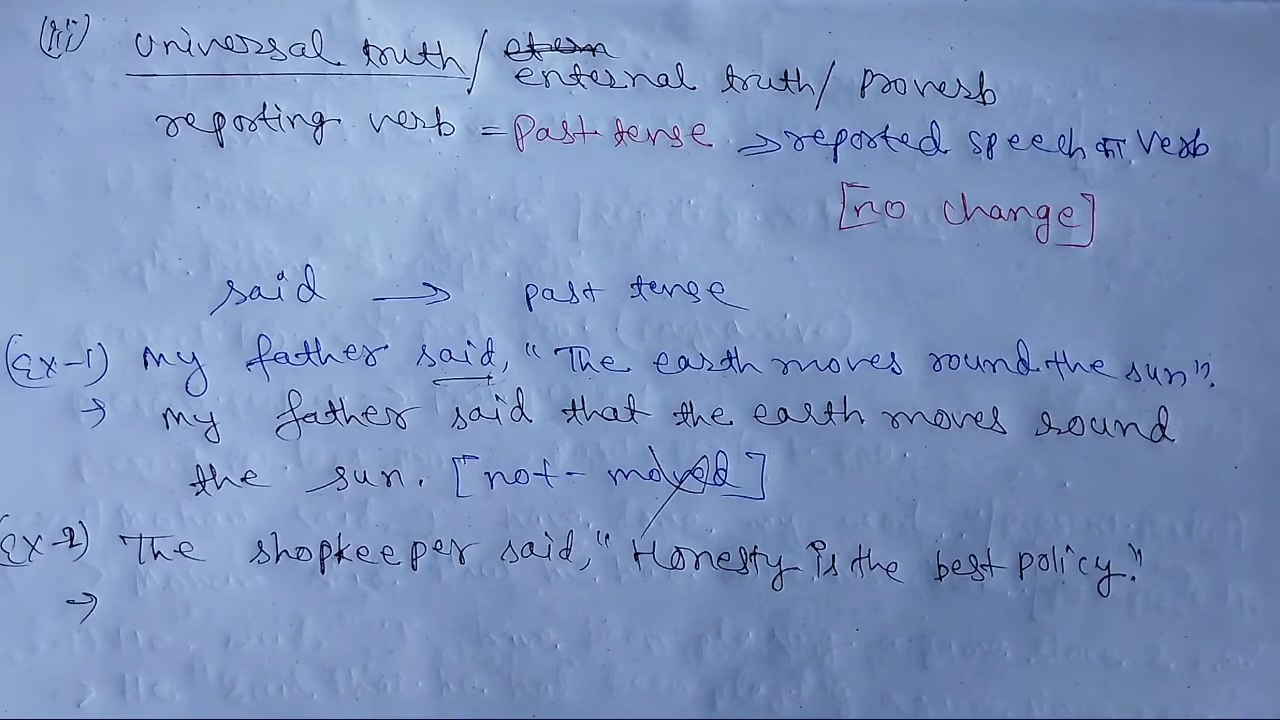 (iii) universal truth/ etern
enternal truth/ proverb
reporting verb = Past tense ⇒ reported speech का verb
[no change]
said → past tense
(Ex-1) My father said, "The earth moves round the sun".
→ My father said that the earth moves round
the sun. [not - moved]
(Ex-2) The shopkeeper said, "Honesty is the best policy."
→